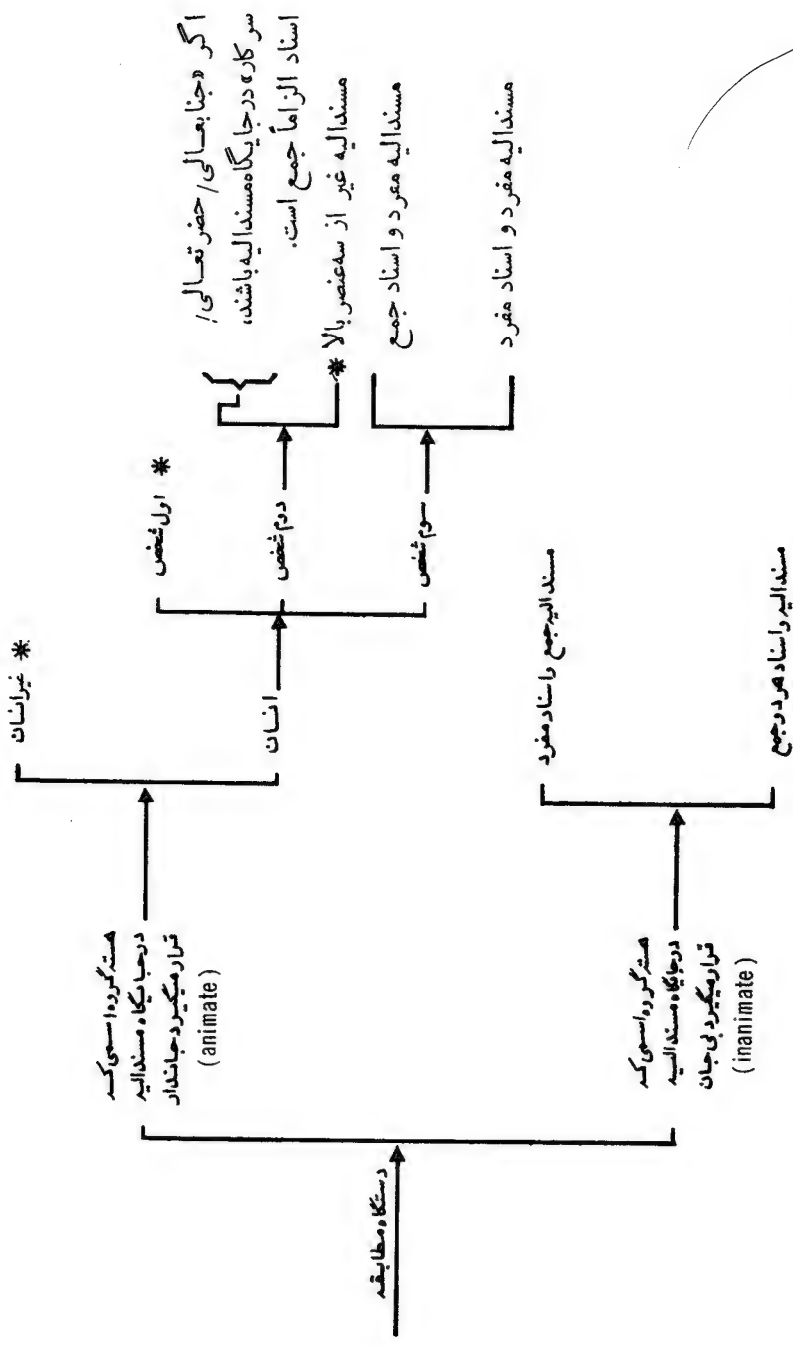 دستگاه مطابقه
هسته گروه اسمی که
در جایگاه مسندالیه
قرار میگیرد جاندار
(animate)
غیرانسان *
انسان
اول شخص *
دوم شخص
اگر «جنابعالی/حضرتعالی/
سرکار» در جایگاه مسندالیه باشند،
اسناد الزاماً جمع است.
* مسندالیه غیر از سه عنصر بالا
سوم شخص
مسندالیه مفرد و اسناد جمع
مسندالیه مفرد و اسناد مفرد
هسته گروه اسمی که
در جایگاه مسندالیه
قرار میگیرد بی جان
(inanimate)
مسندالیه جمع و اسناد مفرد
مسندالیه و اسناد هر دو جمع